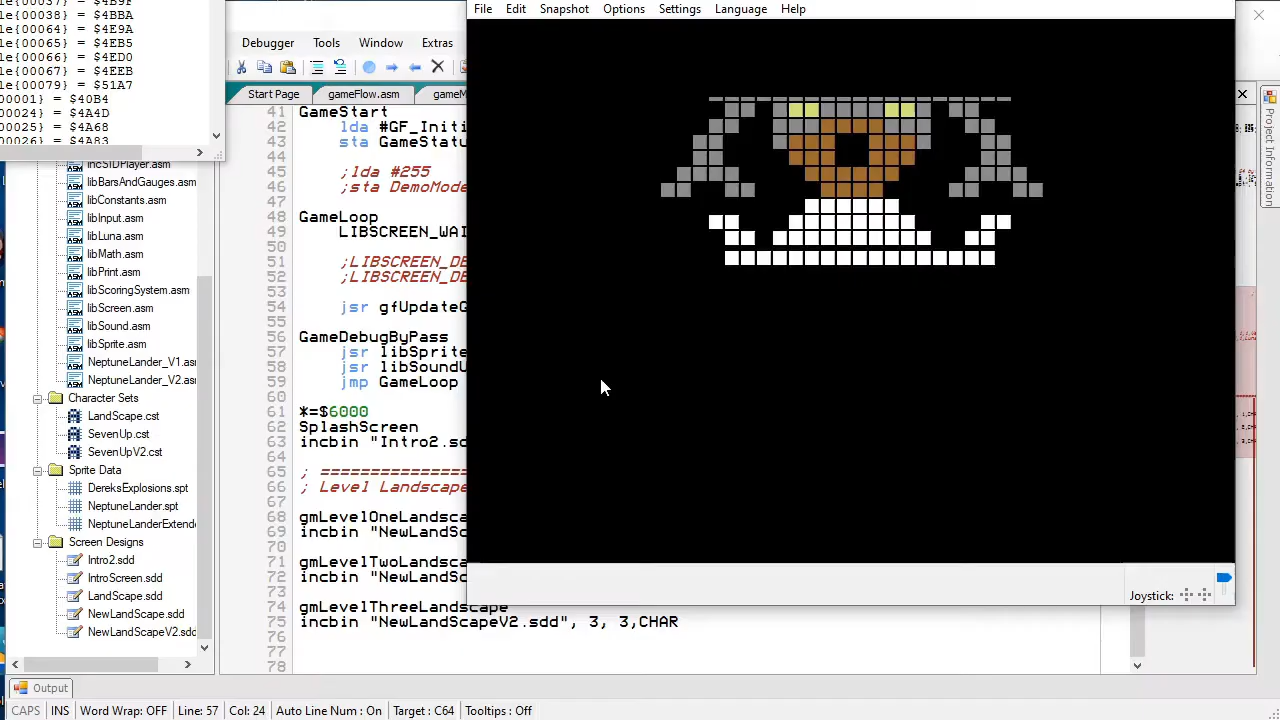 00037} = $4B9F
00038} = $4BBA
le{00064} = $4E9A
le{00065} = $4EB5
le{00066} = $4ED0
le{00067} = $4EEB
le{00079} = $51A7
00001} = $40B4
00024} = $4A4D
00025} = $4A68
00026} = $4A83
File Edit Snapshot Options Settings Language Help
Debugger Tools Window Extras
Start Page gameFlow.asm gameM
incSIDPlayer.asm
libBarsAndGauges.asm
libConstants.asm
libInput.asm
libLuna.asm
libMath.asm
libPrint.asm
libScoringSystem.asm
libScreen.asm
libSound.asm
libSprite.asm
NeptuneLander_V1.asm
NeptuneLander_V2.asm
Character Sets
LandScape.cst
SevenUp.cst
SevenUpV2.cst
Sprite Data
DereksExplosions.spt
NeptuneLander.spt
NeptuneLanderExtende
Screen Designs
Intro2.sdd
IntroScreen.sdd
LandScape.sdd
NewLandScape.sdd
NewLandScapeV2.sdd
41 GameStart
42 lda #GF_Initi
43 sta GameStatu
44
45 ;lda #255
46 ;sta DemoMode
47
48 GameLoop
49 LIBSCREEN_WAI
50
51 ;LIBSCREEN_DE
52 ;LIBSCREEN_DE
53
54 jsr gfUpdateG
55
56 GameDebugByPass
57 jsr libSprite
58 jsr libSoundU
59 jmp GameLoop
60
61 *=$6000
62 SplashScreen
63 incbin "Intro2.sd
64
65 ; =============
66 ; Level Landscape
67
68 gmLevelOneLandsca
69 incbin "NewLandSc
70
71 gmLevelTwoLandsca
72 incbin "NewLandSc
73
74 gmLevelThreeLandscape
75 incbin "NewLandScapeV2.sdd", 3, 3,CHAR
76
77
78
Joystick:
Project Information
Output
CAPS INS Word Wrap: OFF Line: 57 Col: 24 Auto Line Num : On Target : C64 Tooltips : Off